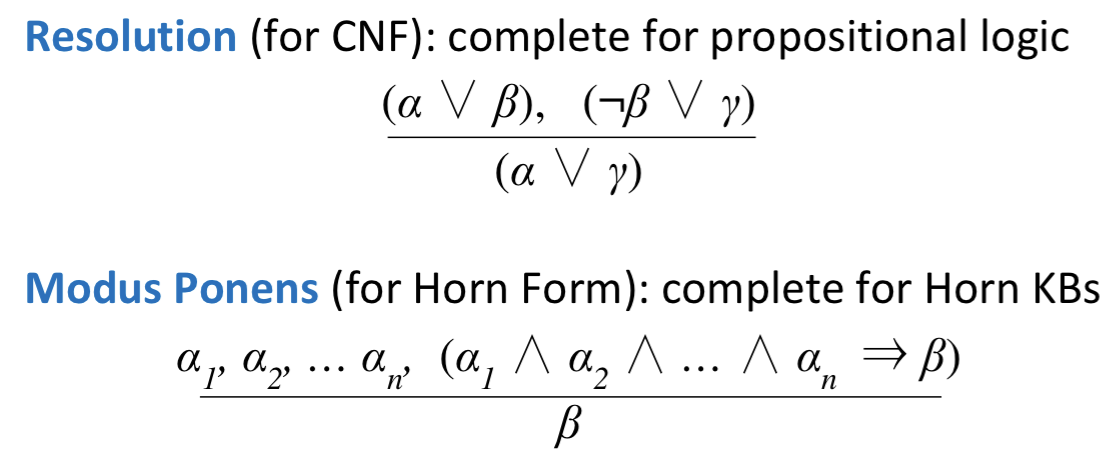 Resolution (for CNF): complete for propositional logic
(α ∨ β), (¬β ∨ γ)
(α ∨ γ)
Modus Ponens (for Horn Form): complete for Horn KBs
α₁, α₂, … αₙ, (α₁ ∧ α₂ ∧ … ∧ αₙ ⇒ β)
β